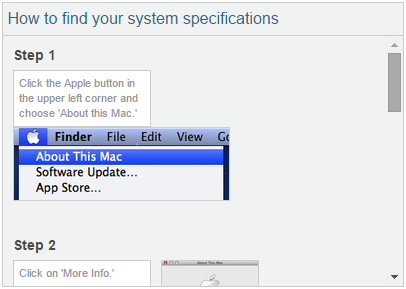 How to find your system specifications
Step 1
Click the Apple button in
the upper left corner and
choose 'About this Mac.'
Finder File Edit View Go
About This Mac
Software Update...
App Store...
Step 2
Click on 'More Info.'
About This Mac